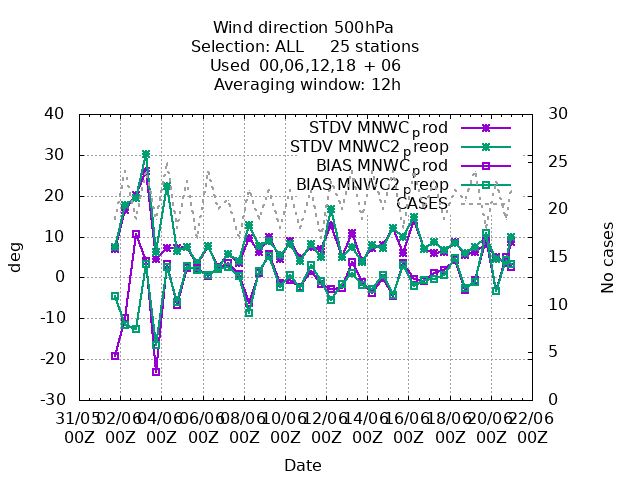 Wind direction 500hPa
Selection: ALL 25 stations
Used 00,06,12,18 + 06
Averaging window: 12h
STDV MNWC_prod
STDV MNWC2_preop
BIAS MNWC_prod
BIAS MNWC2_preop
CASES
deg
40
30
20
10
0
-10
-20
-30
No cases
30
25
20
15
10
5
0
31/05 02/06 04/06 06/06 08/06 10/06 12/06 14/06 16/06 18/06 20/06 22/06
00Z 00Z 00Z 00Z 00Z 00Z 00Z 00Z 00Z 00Z 00Z 00Z
Date